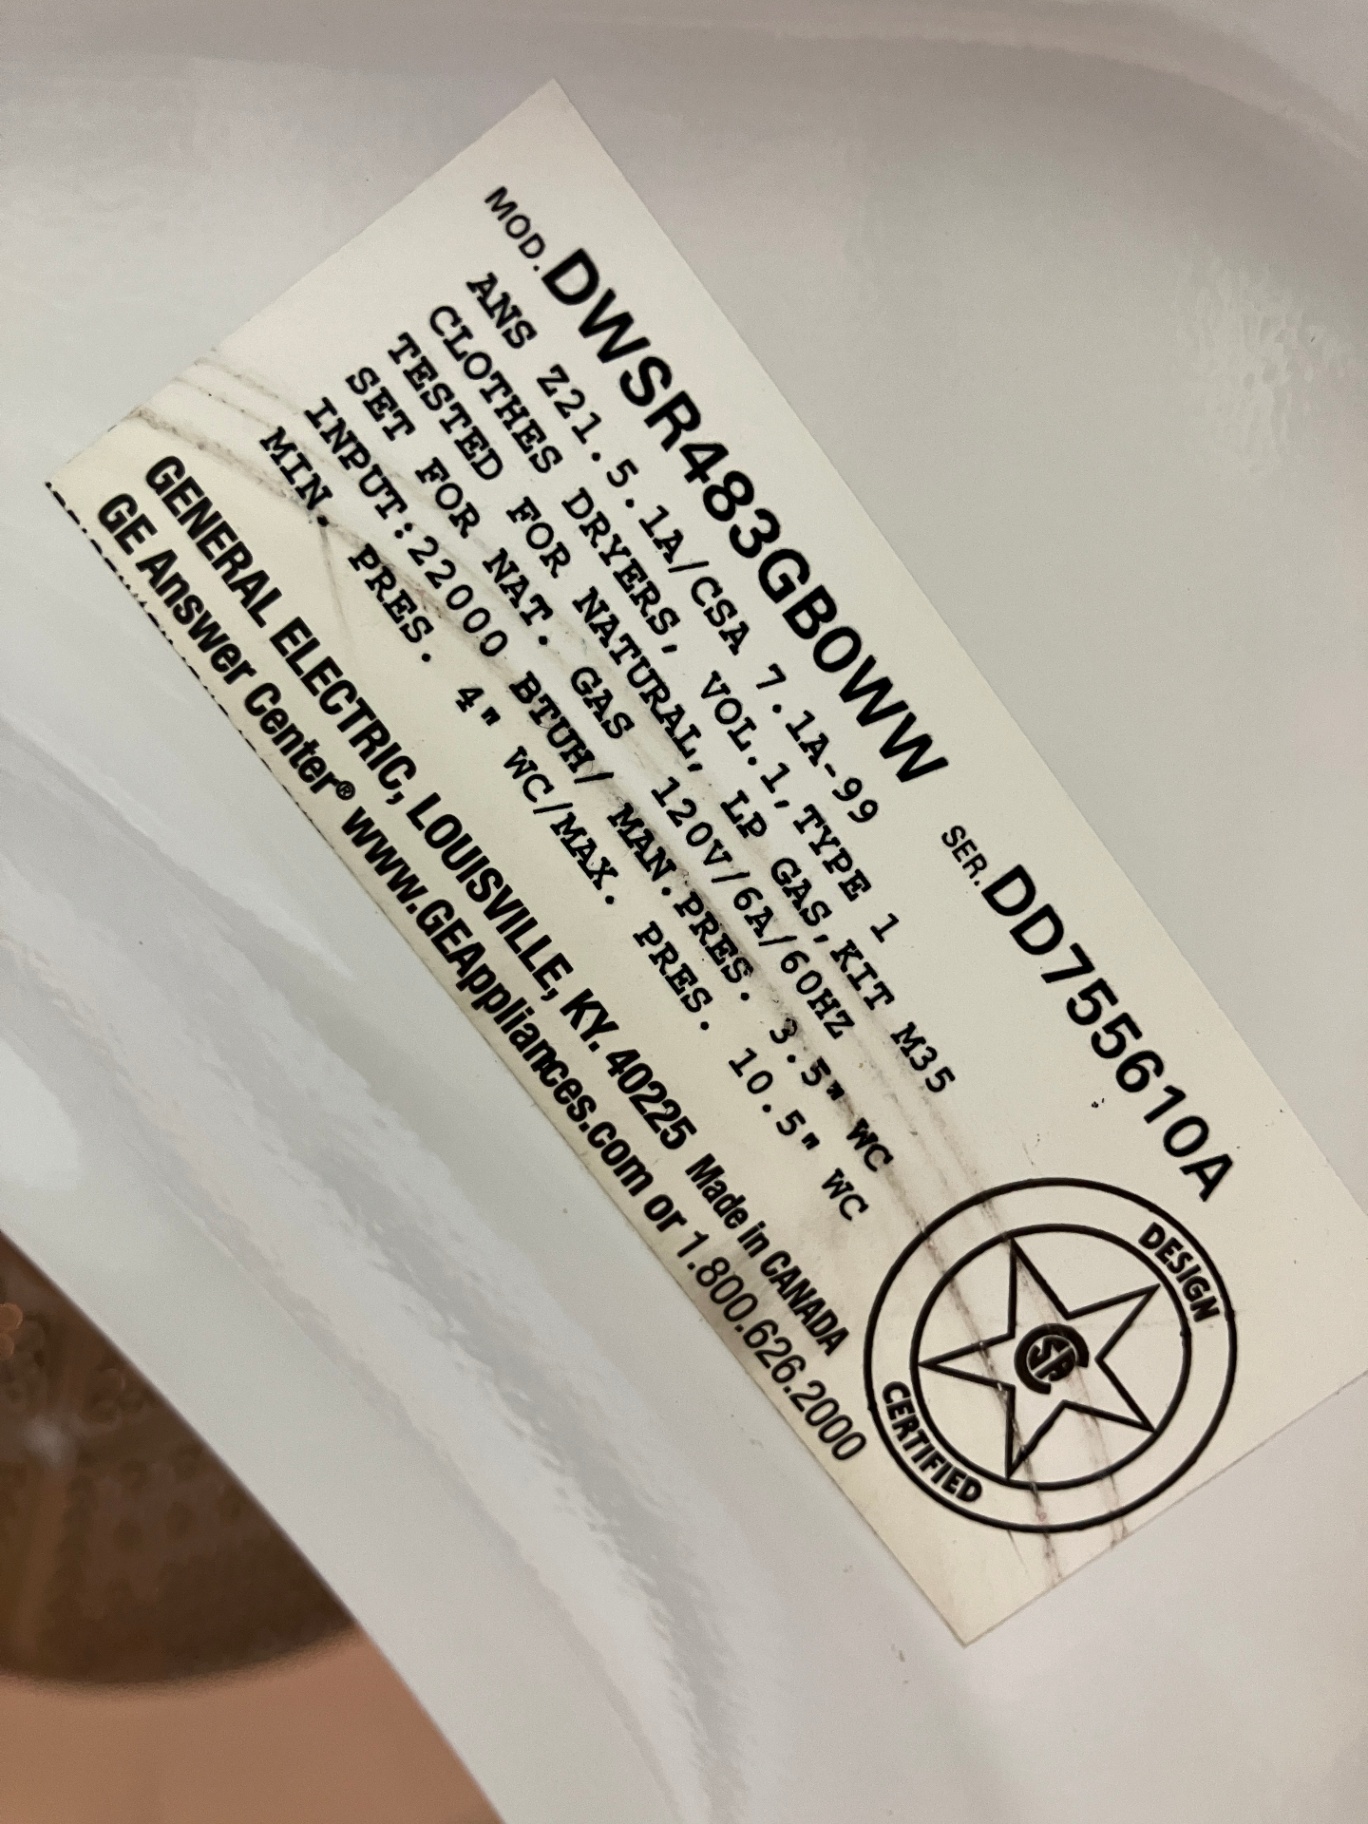 MOD. DWSR483GB0WW SER. DD755610A
ANS Z21.5.1A/CSA 7.1A-99
CLOTHES DRYERS, VOL.1,TYPE 1
TESTED FOR NATURAL, LP GAS,KIT M35
SET FOR NAT. GAS 120V/6A/60HZ
INPUT:22000 BTUH/ MAN.PRES. 3.5" WC
MIN. PRES. 4" WC/MAX. PRES. 10.5" WC
GENERAL ELECTRIC, LOUISVILLE, KY. 40225 Made in CANADA
GE Answer Center® www.GEAppliances.com or 1.800.626.2000
DESIGN
CSA
CERTIFIED